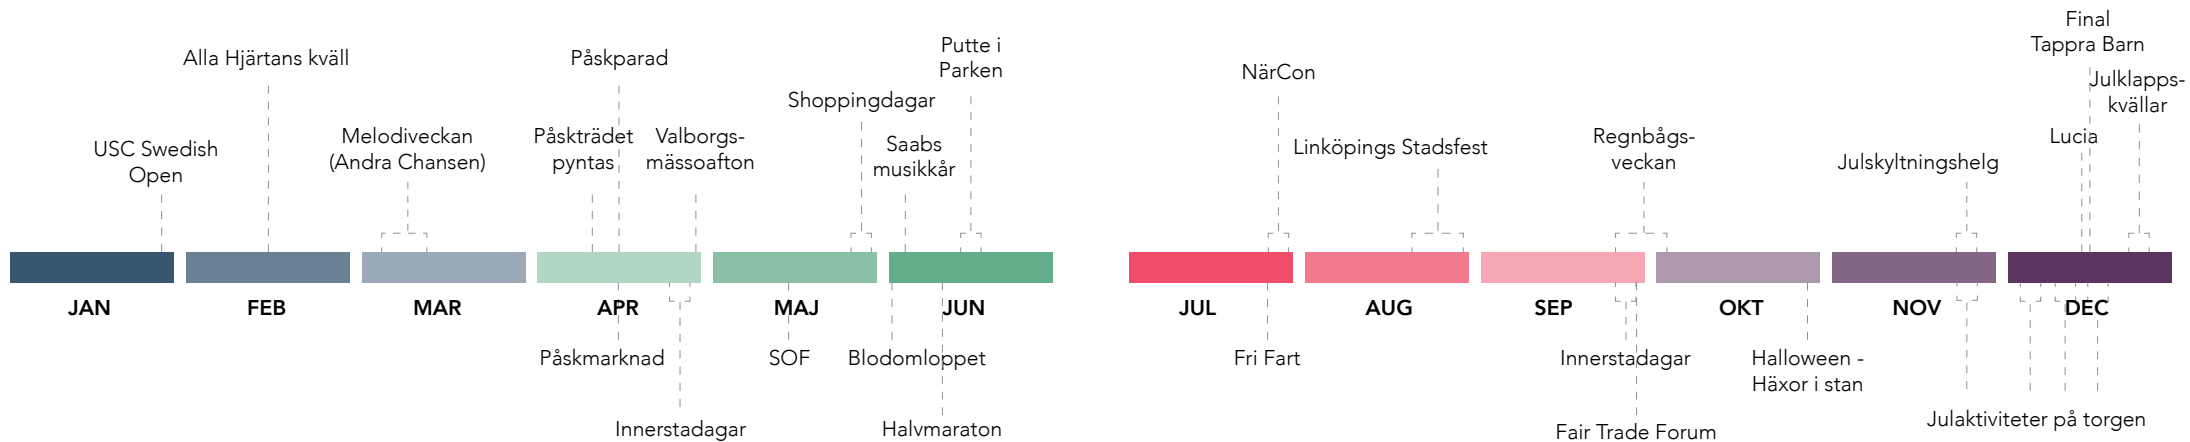 Alla Hjärtans kväll
Påskparad
Putte i
Parken
NärCon
Final
Tappra Barn
Julklapps-
kvällar
Shoppingdagar
USC Swedish
Open
Melodiveckan
(Andra Chansen)
Påskträdet
pyntas
Valborgs-
mässoafton
Saabs
musikkår
Linköpings Stadsfest
Regnbågs-
veckan
Julskyltningshelg
Lucia
JAN
FEB
MAR
APR
MAJ
JUN
JUL
AUG
SEP
OKT
NOV
DEC
Påskmarknad
SOF
Blodomloppet
Fri Fart
Innerstadagar
Halloween -
Häxor i stan
Innerstadagar
Halvmaraton
Fair Trade Forum
Julaktiviteter på torgen